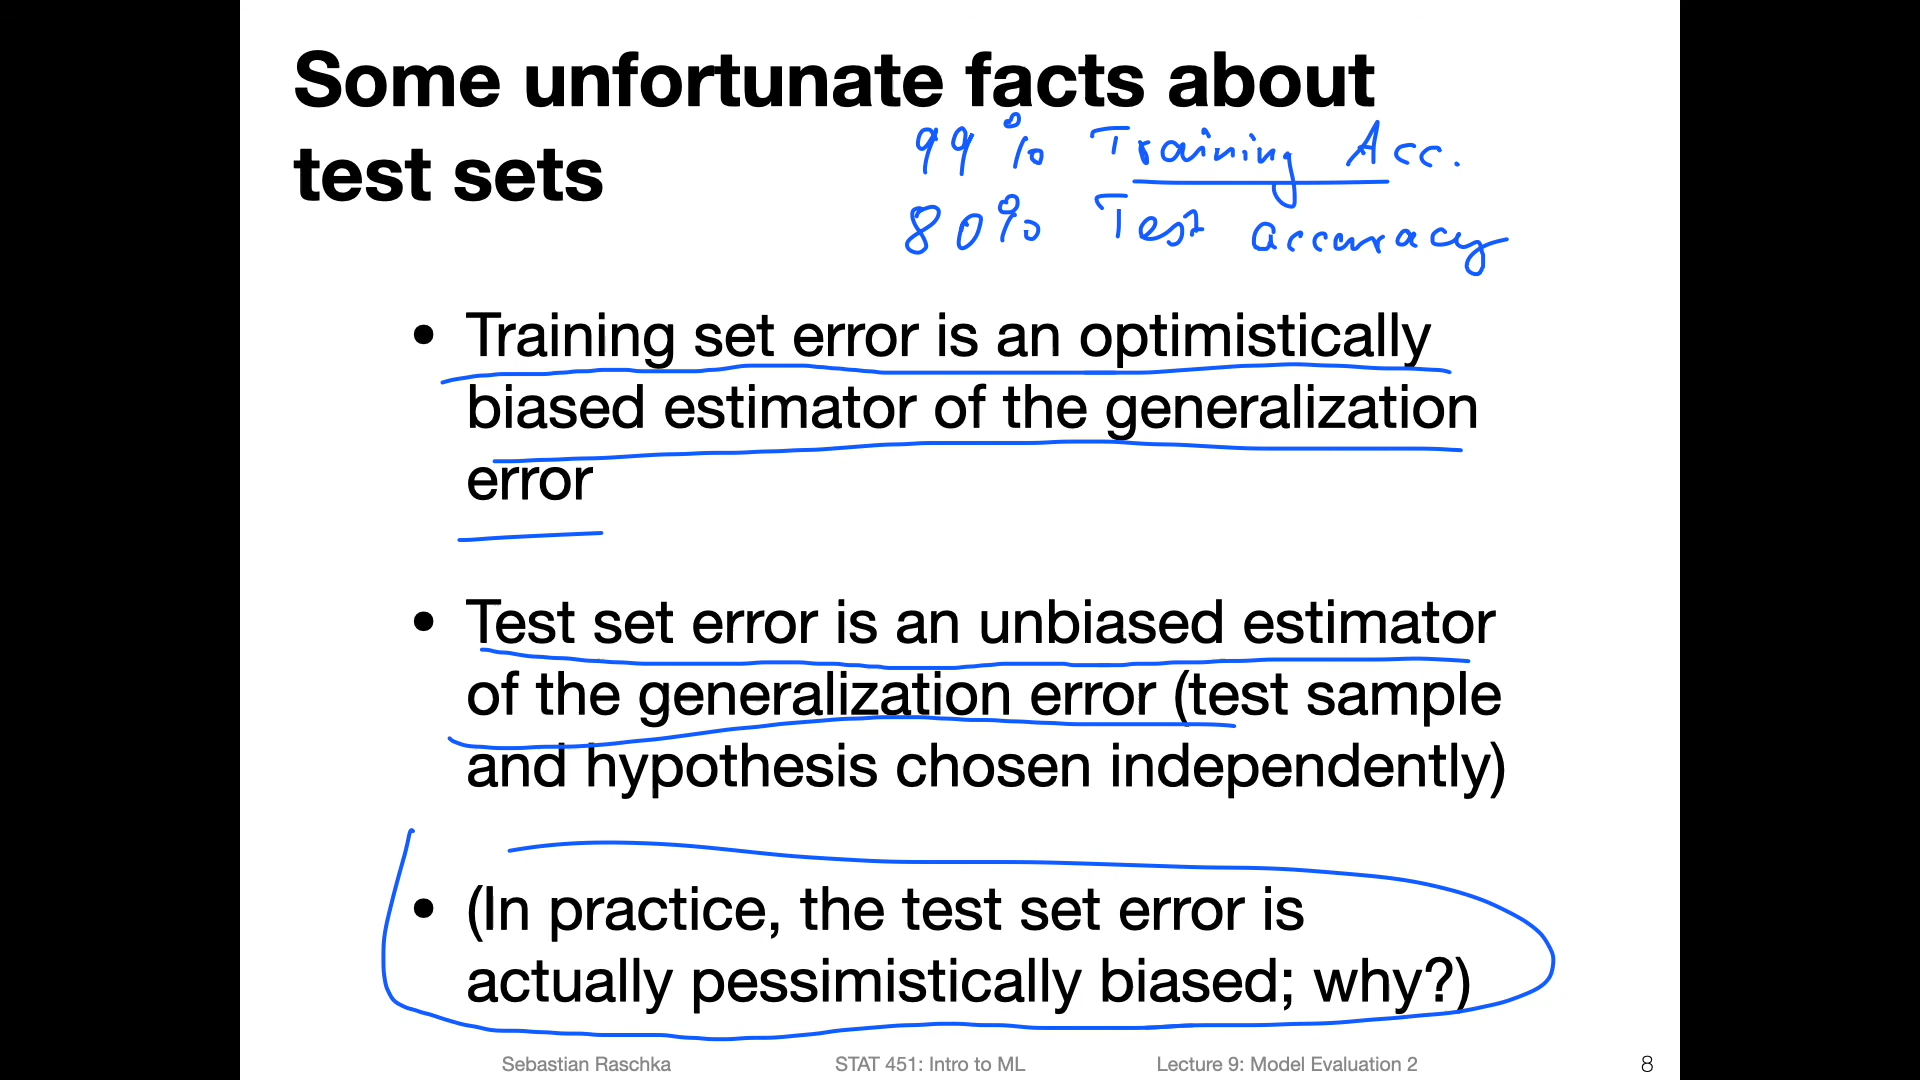 Some unfortunate facts about
test sets
99% Training Acc.
80% Test accuracy
• Training set error is an optimistically
biased estimator of the generalization
error
• Test set error is an unbiased estimator
of the generalization error (test sample
and hypothesis chosen independently)
• (In practice, the test set error is
actually pessimistically biased; why?)
Sebastian Raschka STAT 451: Intro to ML Lecture 9: Model Evaluation 2 8